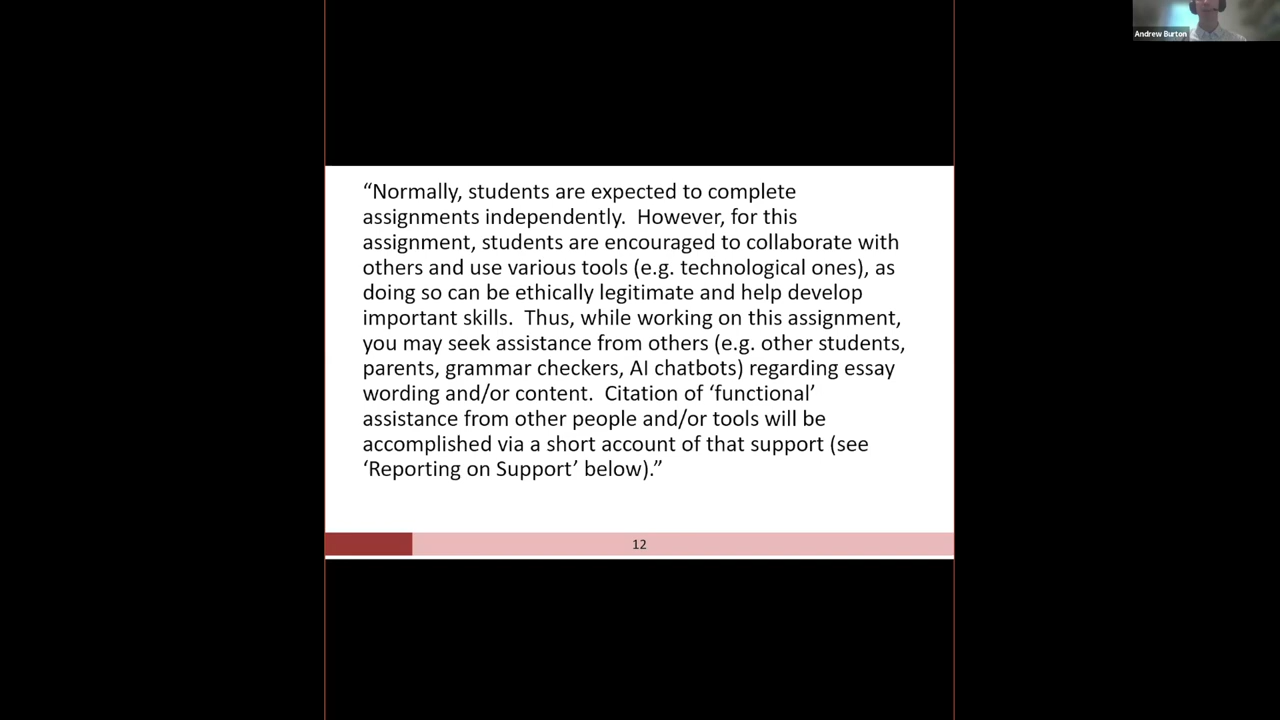 Andrew Burton
“Normally, students are expected to complete
assignments independently.  However, for this
assignment, students are encouraged to collaborate with
others and use various tools (e.g. technological ones), as
doing so can be ethically legitimate and help develop
important skills.  Thus, while working on this assignment,
you may seek assistance from others (e.g. other students,
parents, grammar checkers, AI chatbots) regarding essay
wording and/or content.  Citation of ‘functional’
assistance from other people and/or tools will be
accomplished via a short account of that support (see
‘Reporting on Support’ below).”
12